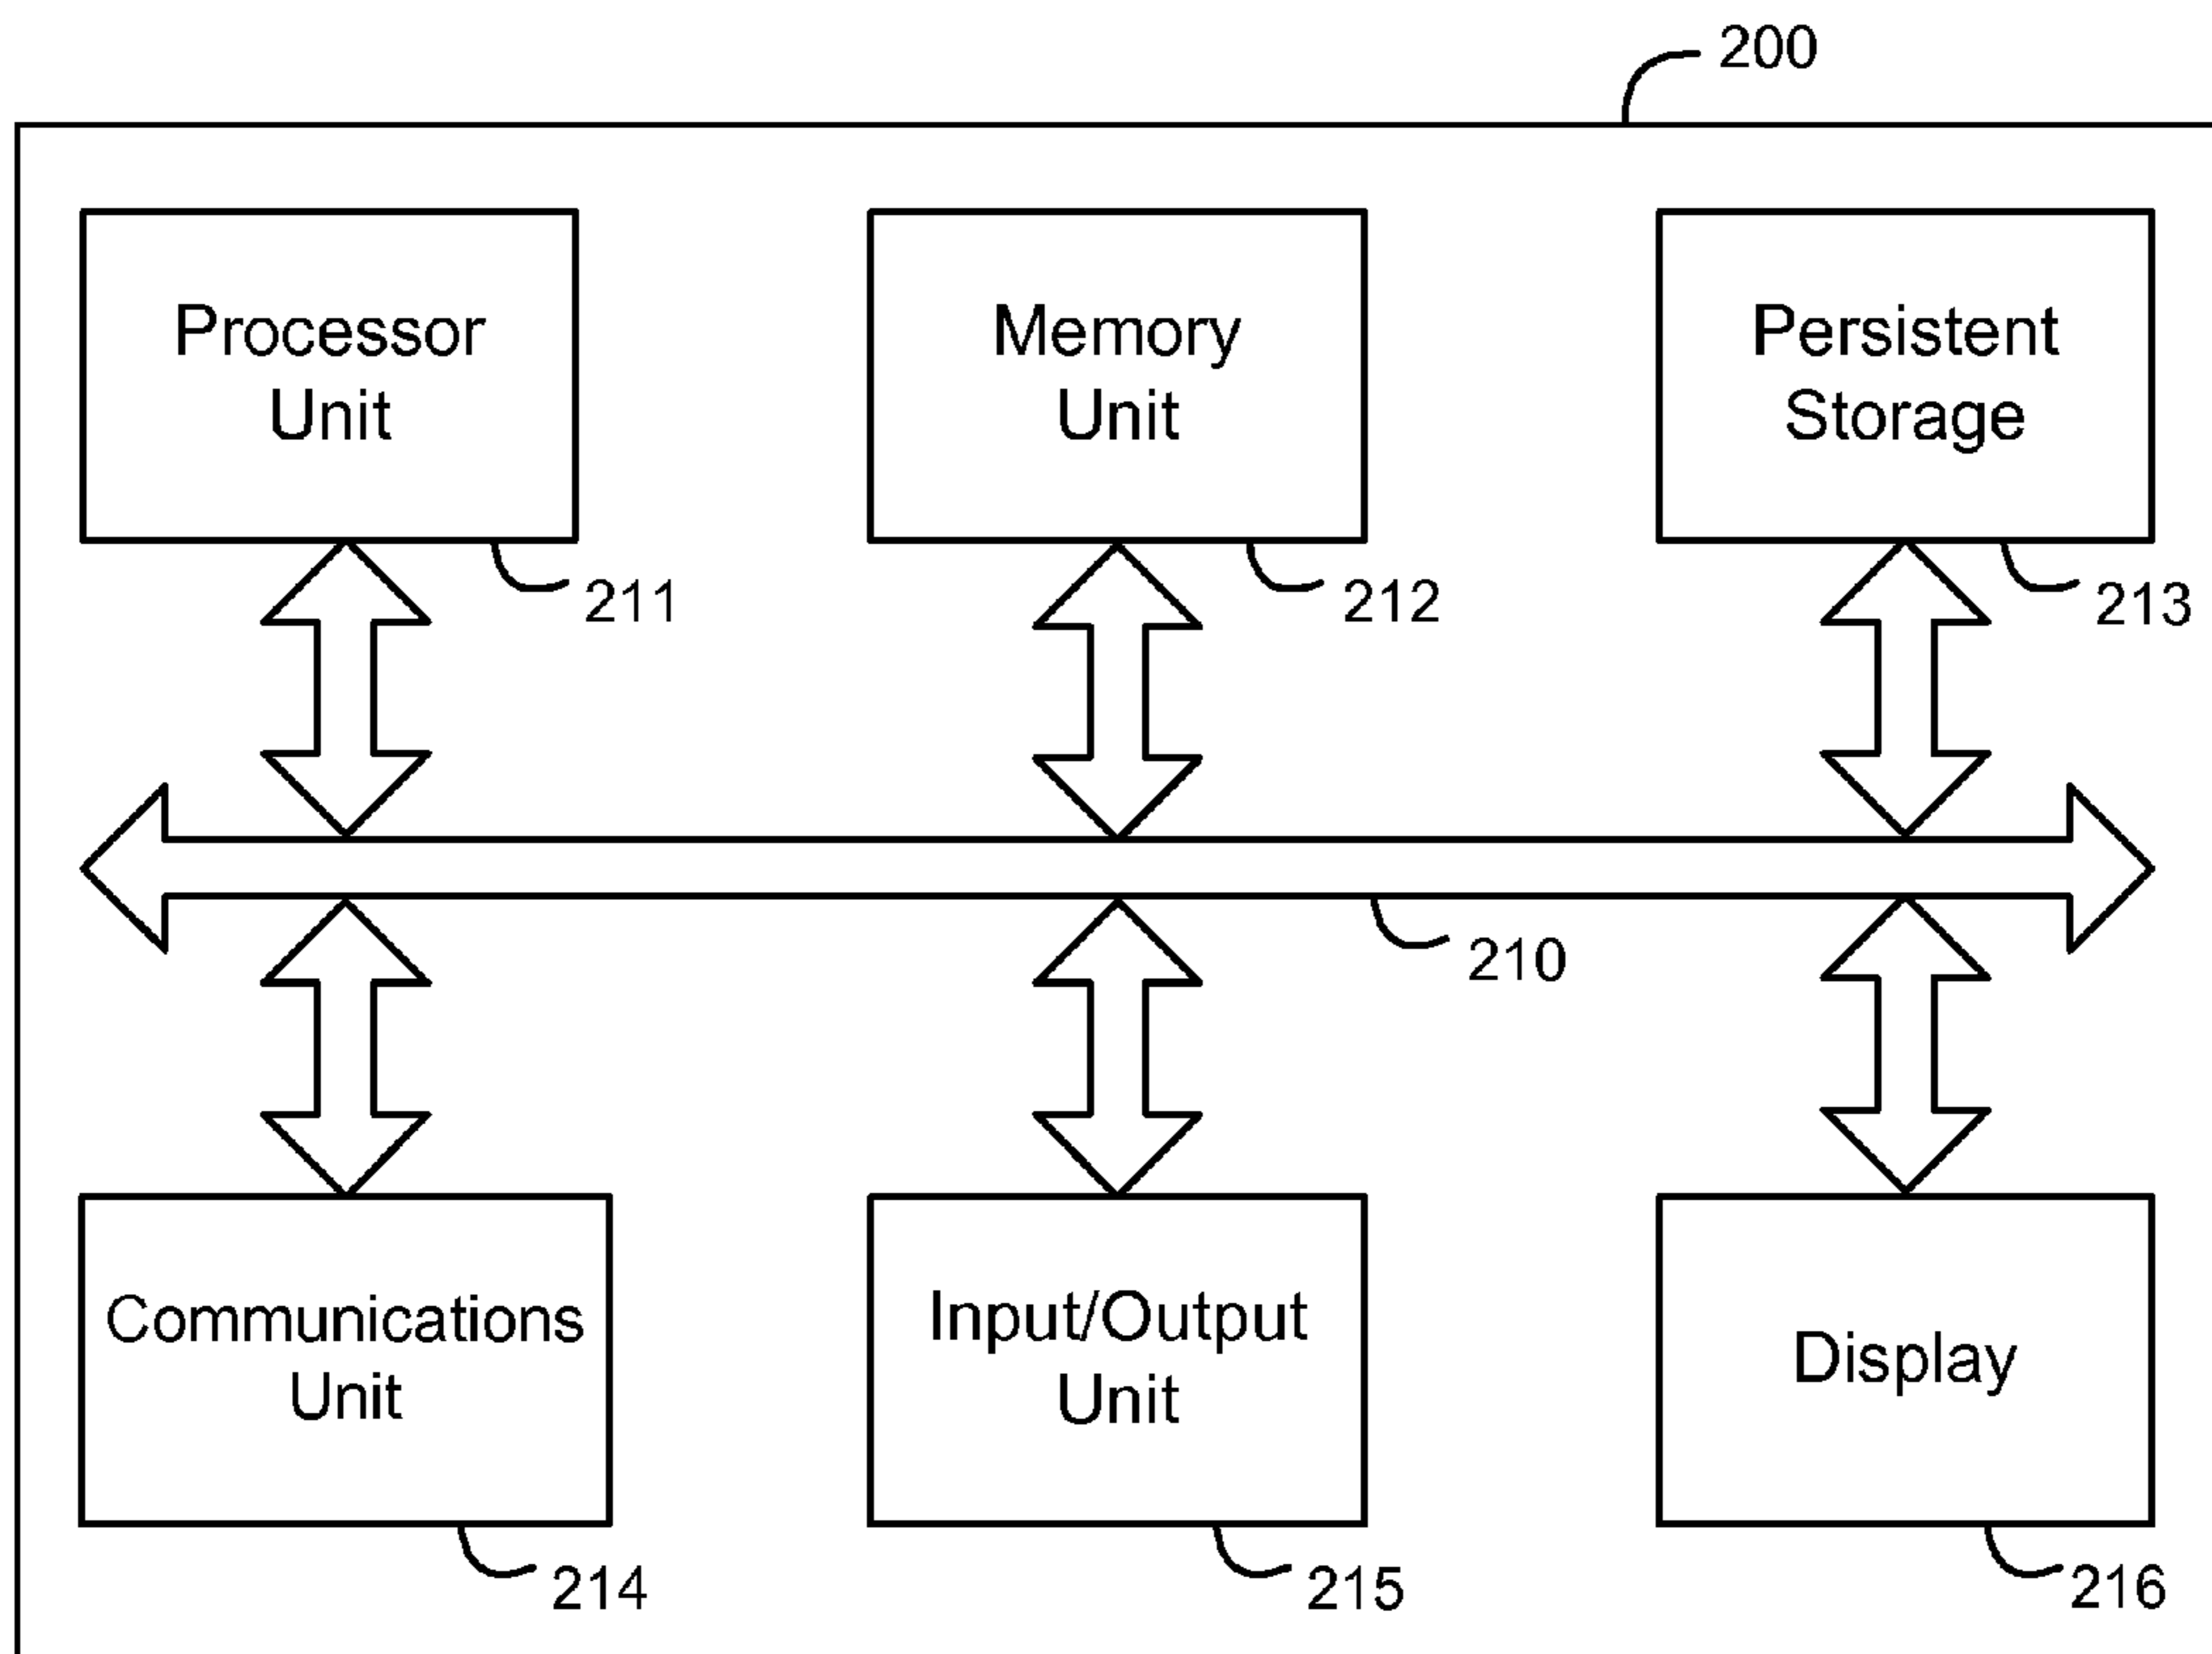 200
Processor
Unit
Memory
Unit
Persistent
Storage
211
212
213
210
Communications
Unit
Input/Output
Unit
Display
214
215
216